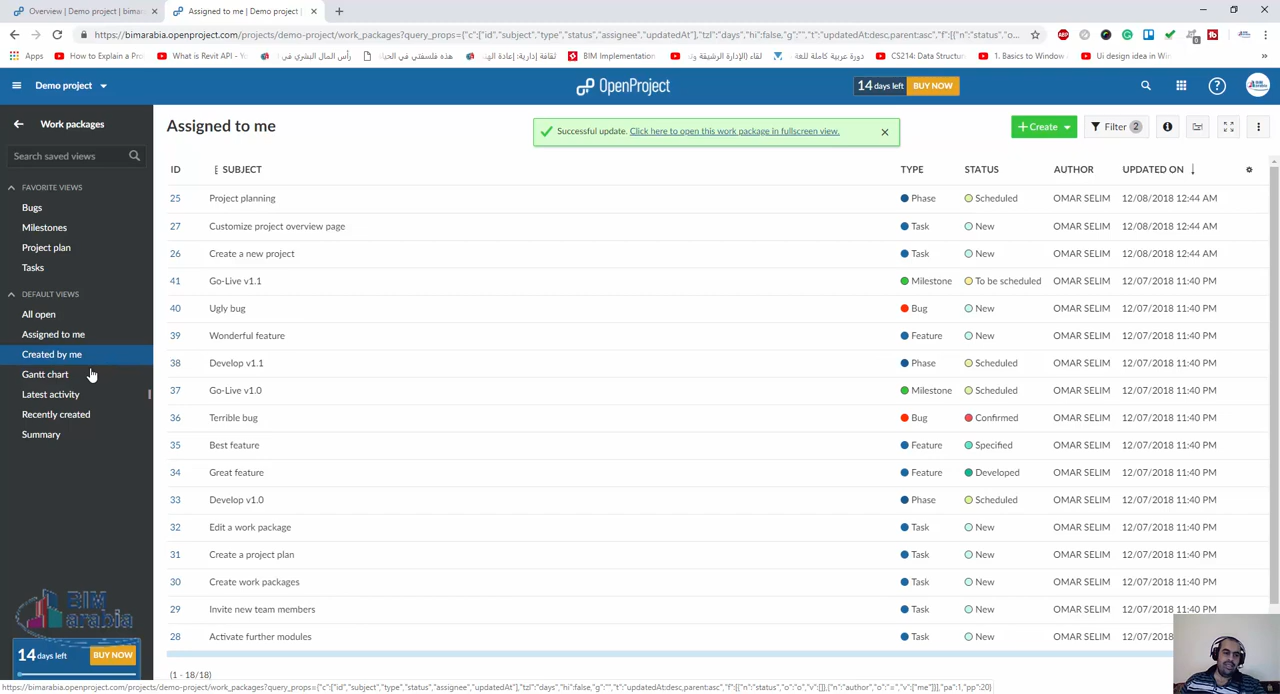 Overview | Demo project | bimara
Assigned to me | Demo project |
https://bimarabia.openproject.com/projects/demo-project/work_packages?query_props={"c":["id","subject","type","status","assignee","updatedAt"],"tzl":"days","hi":false,"g":"","t":"updatedAt:desc,parent:asc","f":[{"n":"status","o":"o...
Apps
How to Explain a Pro
What is Revit API - Yo
رأس المال البشري في ا
هذه فلسفتي في الحياة
ثقافة إدارية: إعادة الهند
BIM Implementation
لقاء (الإدارة الرشيقة ود
دورة عربية كاملة للغة
CS214: Data Structur
1. Basics to Window
Ui design idea in Win
Demo project
OpenProject
14 days left BUY NOW
Work packages
Search saved views
FAVORITE VIEWS
Bugs
Milestones
Project plan
Tasks
DEFAULT VIEWS
All open
Assigned to me
Created by me
Gantt chart
Latest activity
Recently created
Summary
BIM
arabia
14 days left BUY NOW
Assigned to me
Successful update. Click here to open this work package in fullscreen view.
+ Create
Filter 2
ID SUBJECT TYPE STATUS AUTHOR UPDATED ON
25 Project planning Phase Scheduled OMAR SELIM 12/08/2018 12:44 AM
27 Customize project overview page Task New OMAR SELIM 12/08/2018 12:44 AM
26 Create a new project Task New OMAR SELIM 12/08/2018 12:44 AM
41 Go-Live v1.1 Milestone To be scheduled OMAR SELIM 12/07/2018 11:40 PM
40 Ugly bug Bug New OMAR SELIM 12/07/2018 11:40 PM
39 Wonderful feature Feature New OMAR SELIM 12/07/2018 11:40 PM
38 Develop v1.1 Phase Scheduled OMAR SELIM 12/07/2018 11:40 PM
37 Go-Live v1.0 Milestone Scheduled OMAR SELIM 12/07/2018 11:40 PM
36 Terrible bug Bug Confirmed OMAR SELIM 12/07/2018 11:40 PM
35 Best feature Feature Specified OMAR SELIM 12/07/2018 11:40 PM
34 Great feature Feature Developed OMAR SELIM 12/07/2018 11:40 PM
33 Develop v1.0 Phase Scheduled OMAR SELIM 12/07/2018 11:40 PM
32 Edit a work package Task New OMAR SELIM 12/07/2018 11:40 PM
31 Create a project plan Task New OMAR SELIM 12/07/2018 11:40 PM
30 Create work packages Task New OMAR SELIM 12/07/2018 11:40 PM
29 Invite new team members Task New OMAR SELIM 12/07/2018 11:40 PM
28 Activate further modules Task New OMAR SELIM 12/07/2018
(1 - 18/18)
https://bimarabia.openproject.com/projects/demo-project/work_packages?query_props={"c":["id","subject","type","status","assignee","updatedAt"],"tzl":"days","hi":false,"g":"","t":"updatedAt:desc,parent:asc","f":[{"n":"status","o":"o","v":[]},{"n":"author","o":"=","v":["me"]}],"pa":1,"pp":20}